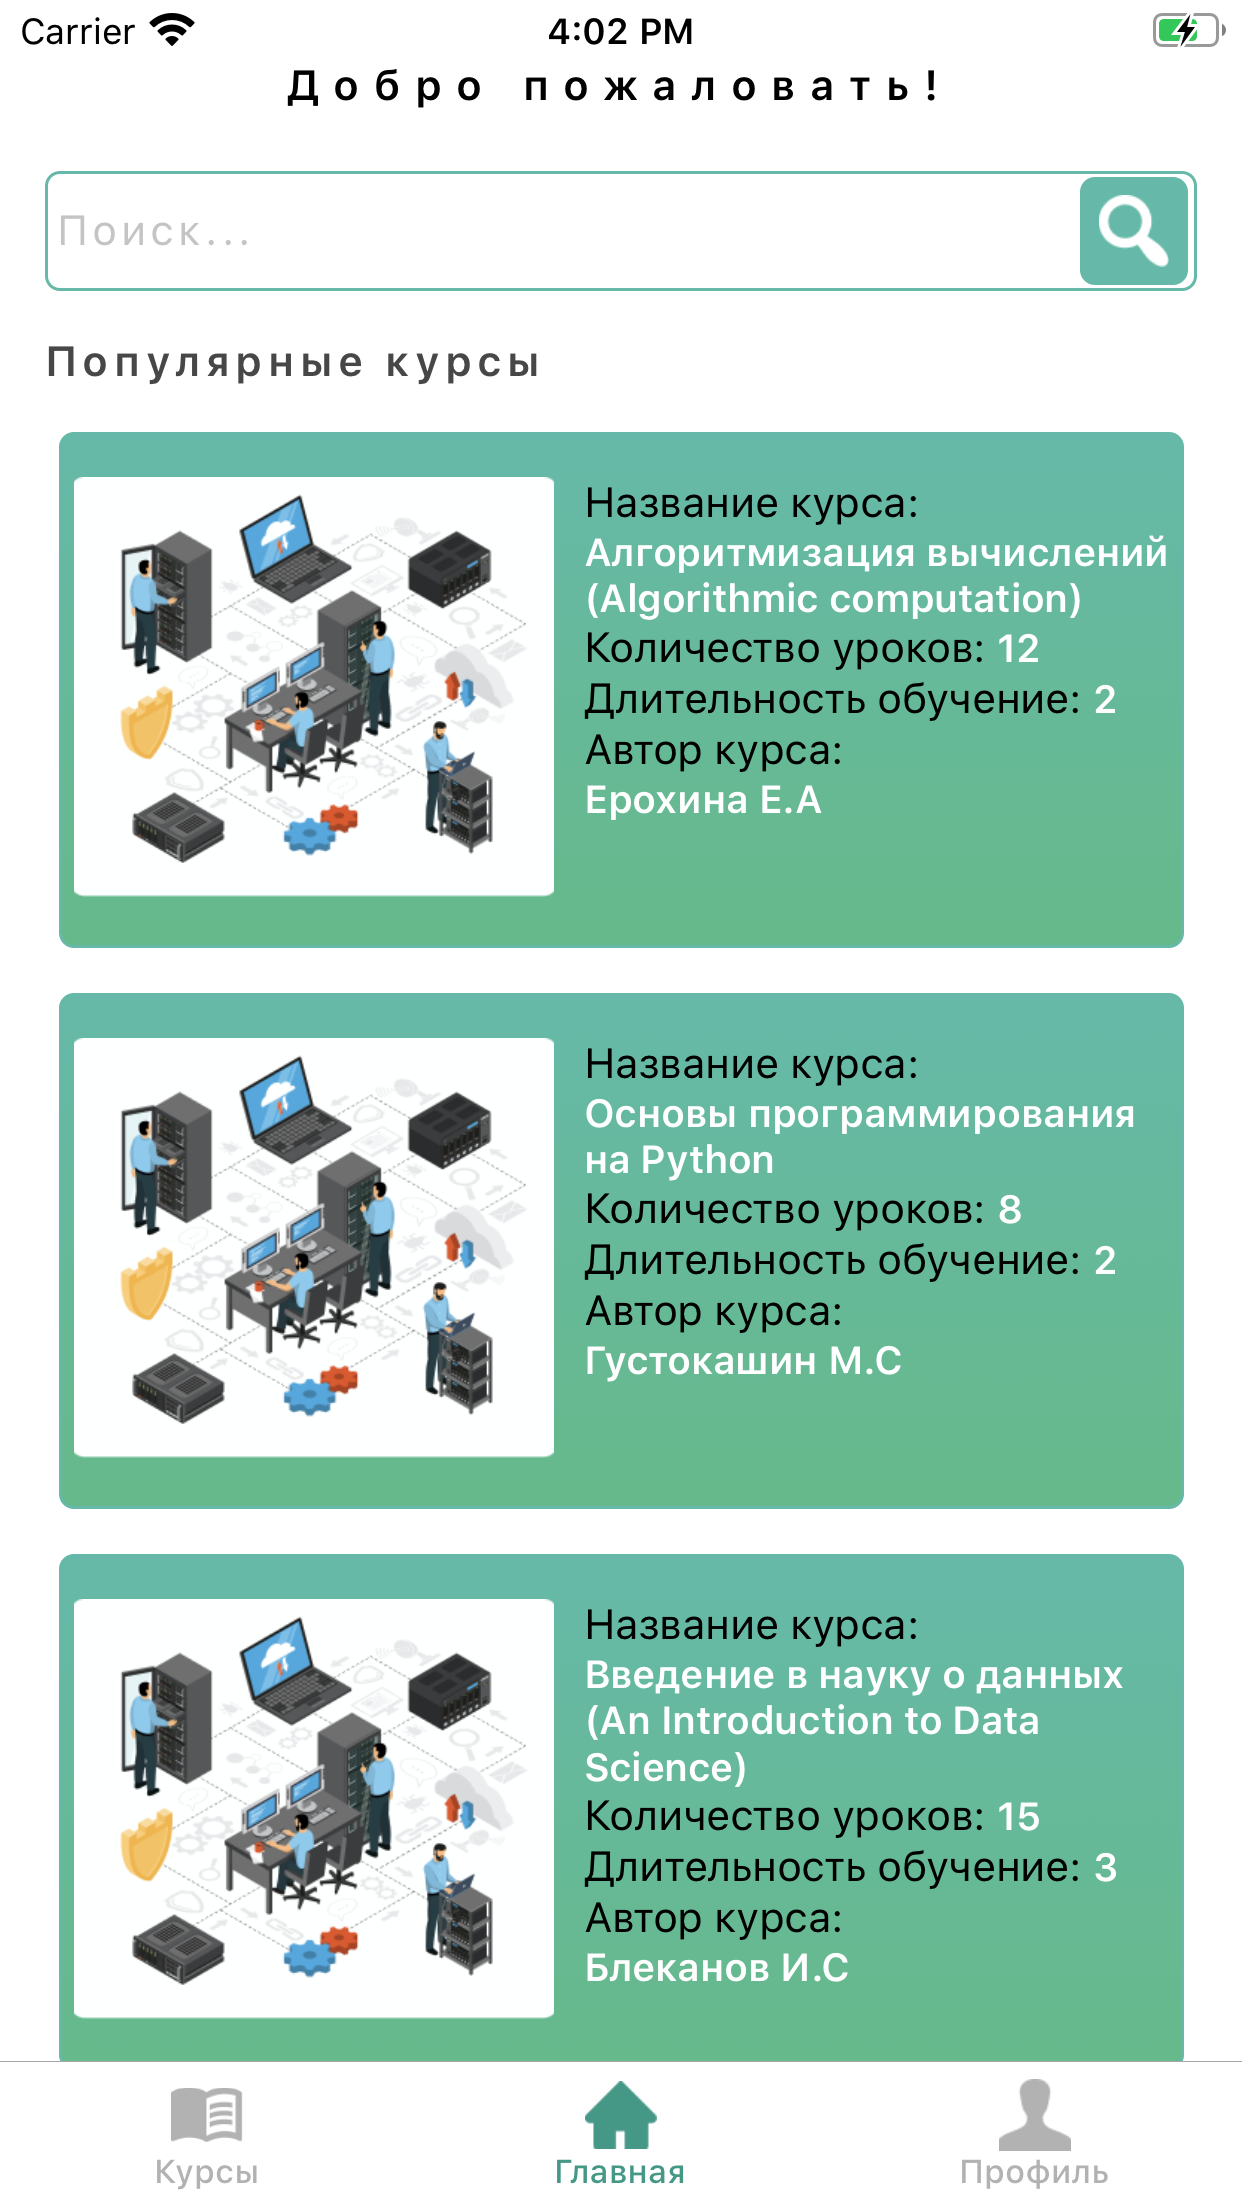 Carrier
4:02 PM
Добро пожаловать!
Поиск...
Популярные курсы
Название курса:
Алгоритмизация вычислений
(Algorithmic computation)
Количество уроков: 12
Длительность обучение: 2
Автор курса:
Ерохина Е.А
Название курса:
Основы программирования
на Python
Количество уроков: 8
Длительность обучение: 2
Автор курса:
Густокашин М.С
Название курса:
Введение в науку о данных
(An Introduction to Data
Science)
Количество уроков: 15
Длительность обучение: 3
Автор курса:
Блеканов И.С
Курсы
Главная
Профиль